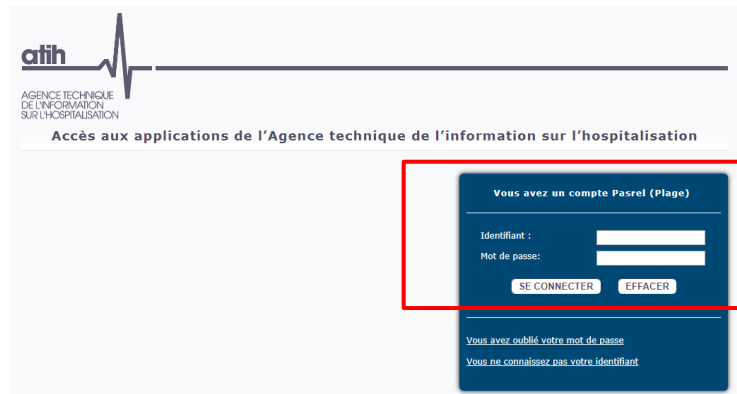 atih
AGENCE TECHNIQUE
DE L'INFORMATION
SUR L'HOSPITALISATION
Accès aux applications de l'Agence technique de l'information sur l'hospitalisation
Vous avez un compte Pasrel (Plage)
Identifiant :
Mot de passe:
SE CONNECTER EFFACER
Vous avez oublié votre mot de passe
Vous ne connaissez pas votre identifiant